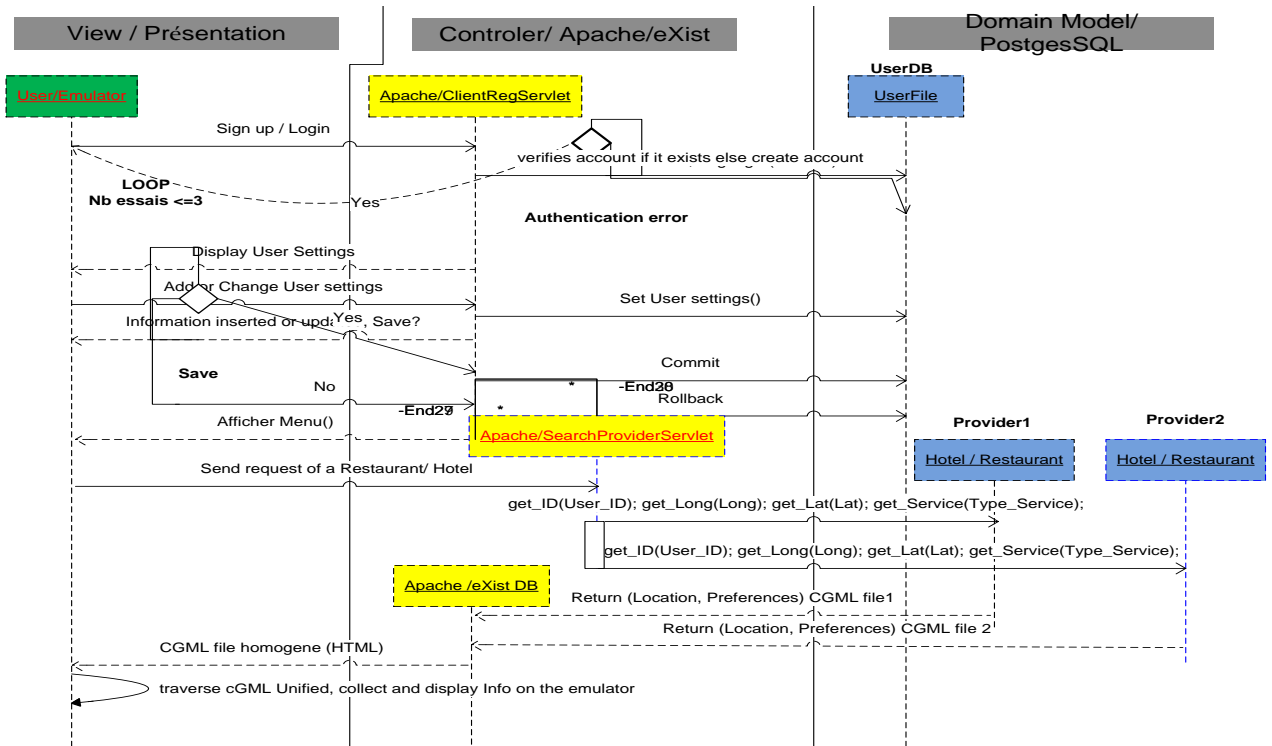 View / Présentation
Controler/ Apache/eXist
Domain Model/
PostgesSQL
UserDB
User/Emulator
Apache/ClientRegServlet
UserFile
Sign up / Login
verifies account if it exists else create account
LOOP
Nb essais <=3
Yes
Authentication error
Display User Settings
Add or Change User settings
Set User settings()
Information inserted or upda
Yes
, Save?
Commit
Save
No
*
-End28
-End29
*
Rollback
Afficher Menu()
Apache/SearchProviderServlet
Provider1
Provider2
Hotel / Restaurant
Hotel / Restaurant
Send request of a Restaurant/ Hotel
get_ID(User_ID); get_Long(Long); get_Lat(Lat); get_Service(Type_Service);
get_ID(User_ID); get_Long(Long); get_Lat(Lat); get_Service(Type_Service);
Apache /eXist DB
Return (Location, Preferences) CGML file1
Return (Location, Preferences) CGML file 2
CGML file homogene (HTML)
traverse cGML Unified, collect and display Info on the emulator